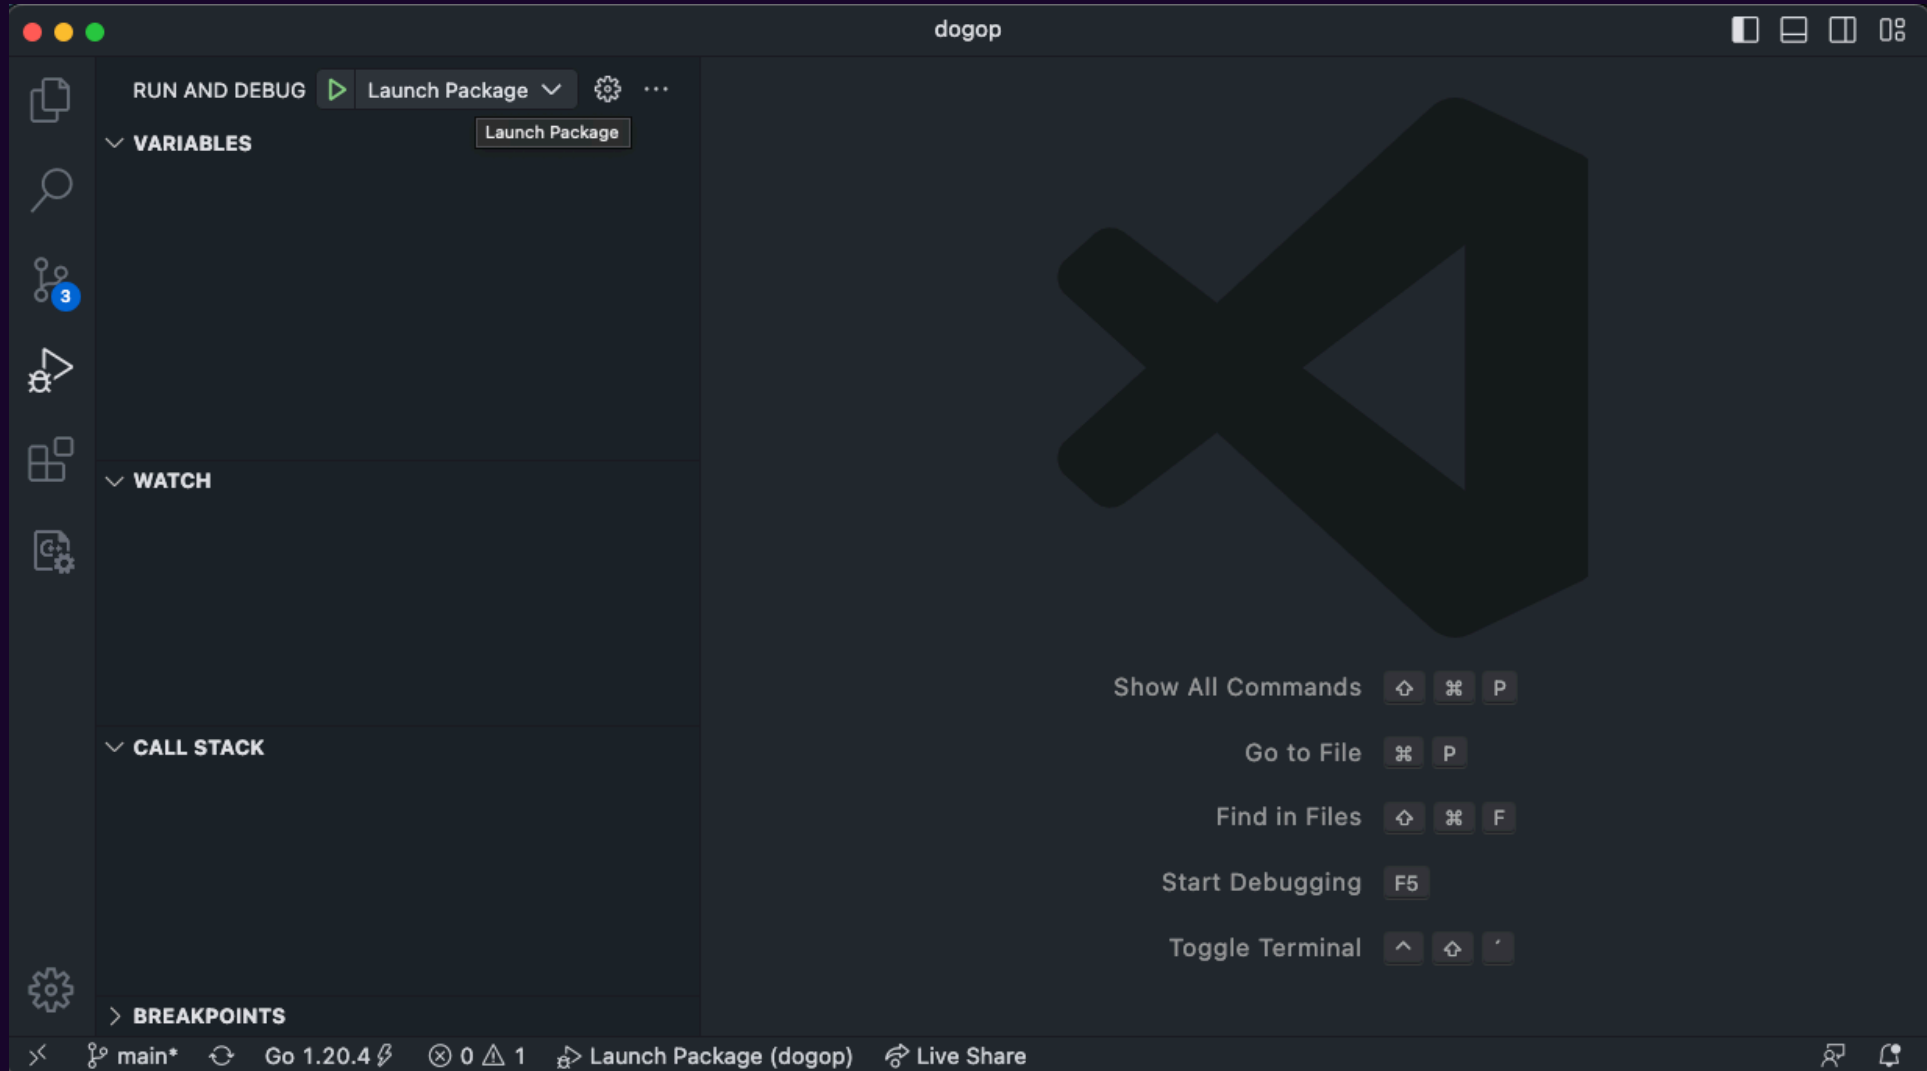 dogop
RUN AND DEBUG Launch Package
Launch Package
VARIABLES
3
WATCH
CALL STACK
BREAKPOINTS
Show All Commands ⇧ ⌘ P
Go to File ⌘ P
Find in Files ⇧ ⌘ F
Start Debugging F5
Toggle Terminal ^ ⇧ ´
main* Go 1.20.4 0 1 Launch Package (dogop) Live Share